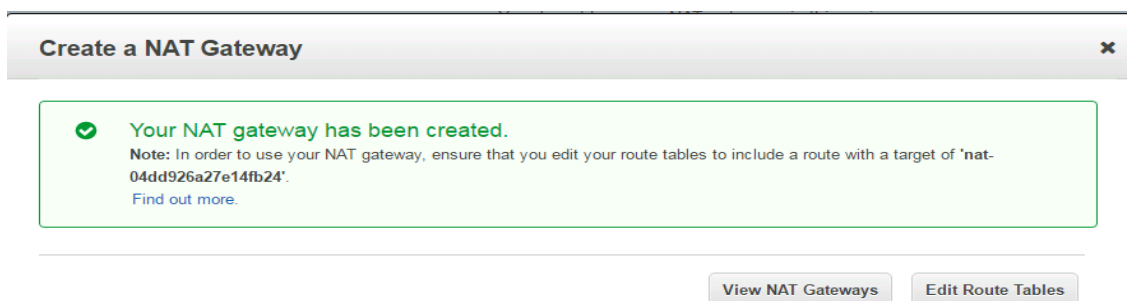 Create a NAT Gateway
Your NAT gateway has been created.
Note: In order to use your NAT gateway, ensure that you edit your route tables to include a route with a target of 'nat-
04dd926a27e14fb24'.
Find out more.
View NAT Gateways
Edit Route Tables